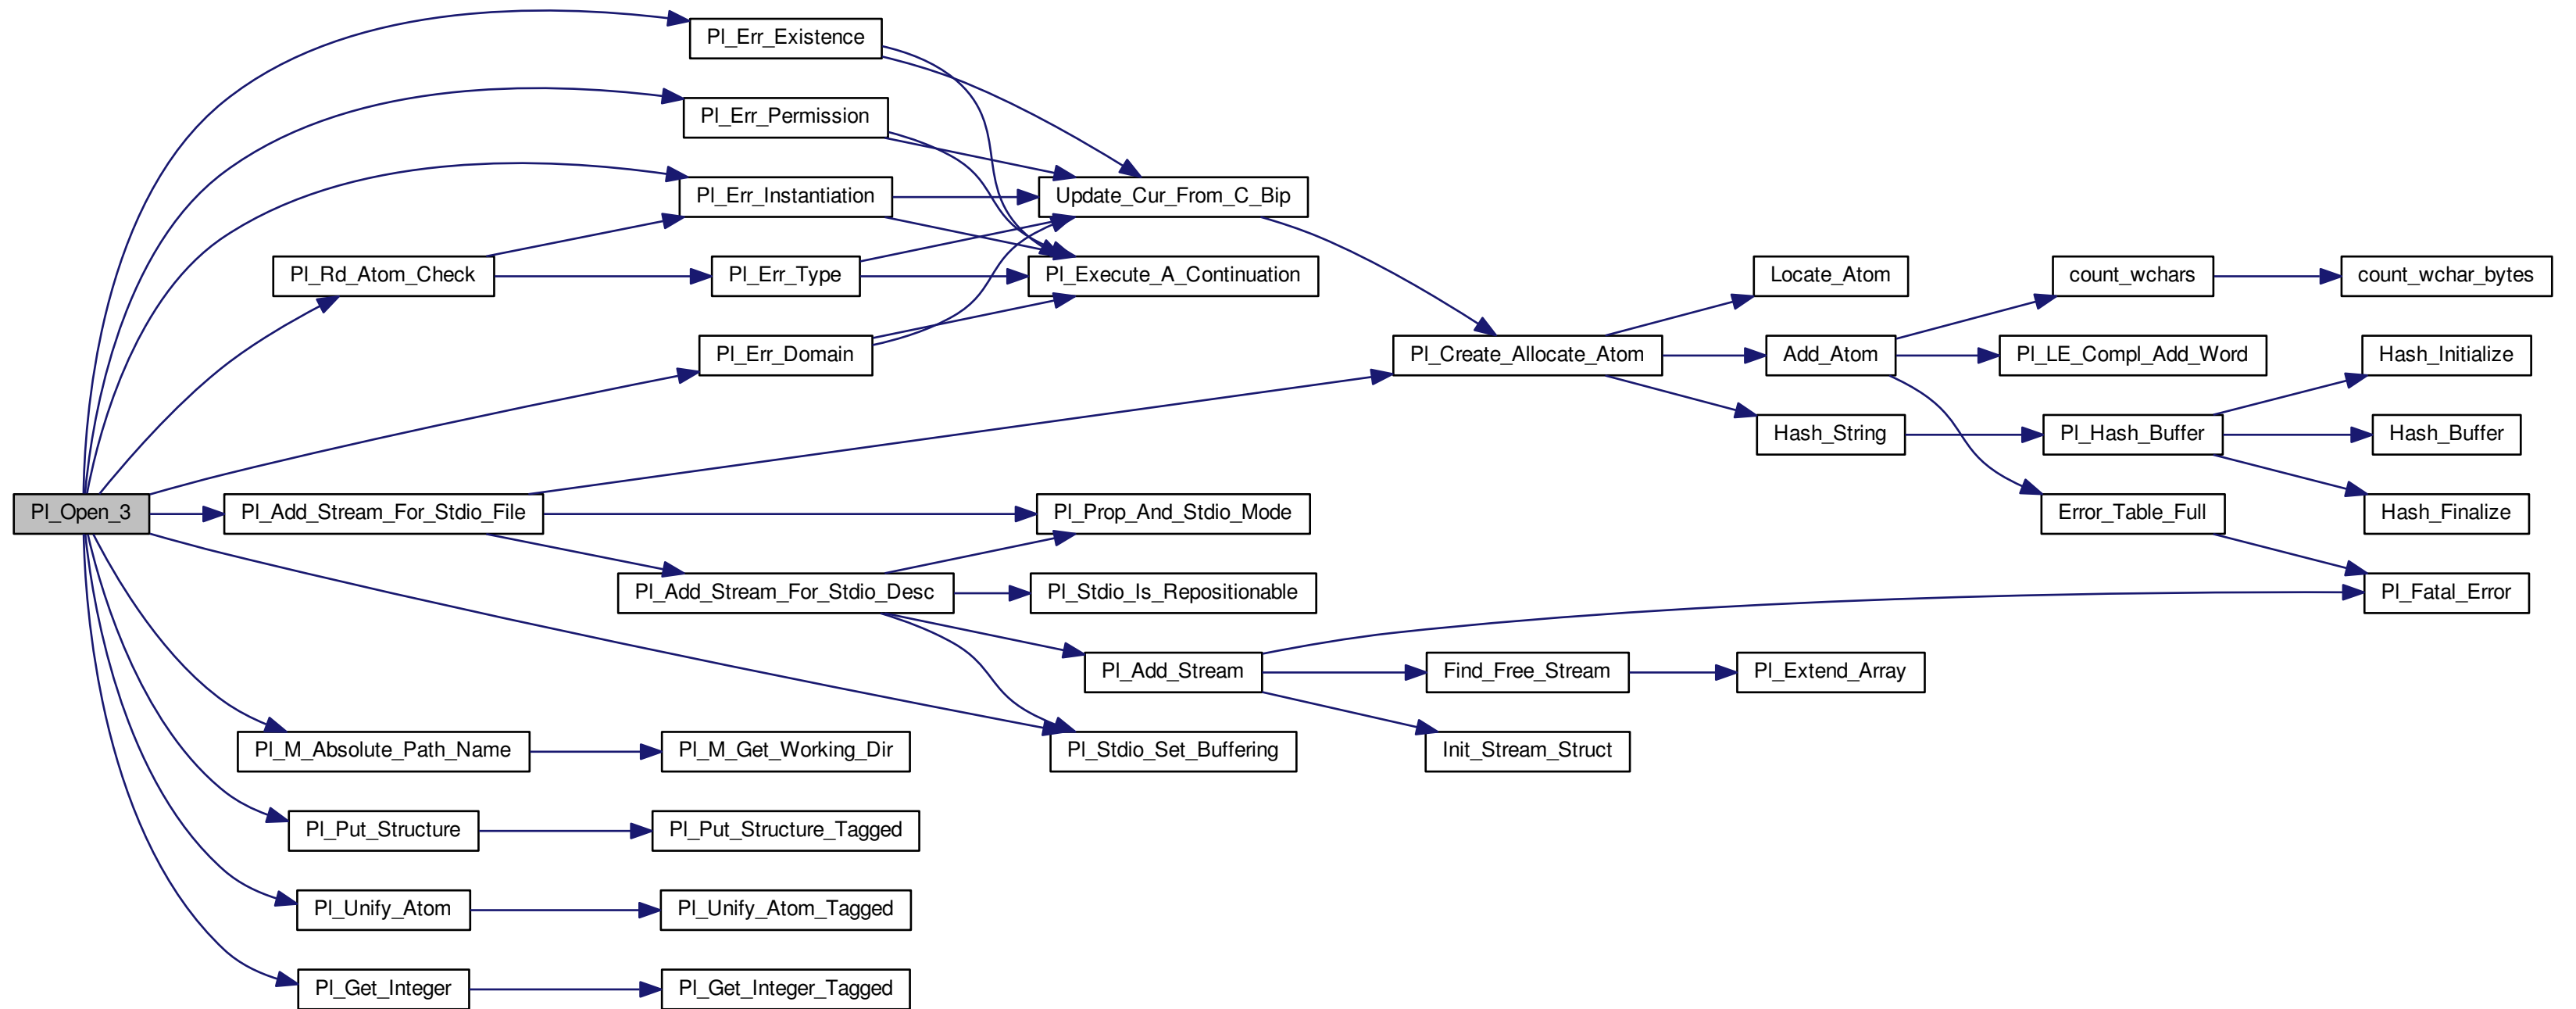 Pl_Err_Existence
Pl_Err_Permission
Pl_Err_Instantiation
Update_Cur_From_C_Bip
Pl_Rd_Atom_Check
Pl_Err_Type
Pl_Execute_A_Continuation
Locate_Atom
count_wchars
count_wchar_bytes
Pl_Err_Domain
Pl_Create_Allocate_Atom
Add_Atom
Pl_LE_Compl_Add_Word
Hash_Initialize
Hash_String
Pl_Hash_Buffer
Hash_Buffer
Pl_Open_3
Pl_Add_Stream_For_Stdio_File
Pl_Prop_And_Stdio_Mode
Error_Table_Full
Hash_Finalize
Pl_Add_Stream_For_Stdio_Desc
Pl_Stdio_Is_Repositionable
Pl_Fatal_Error
Pl_Add_Stream
Find_Free_Stream
Pl_Extend_Array
Pl_M_Absolute_Path_Name
Pl_M_Get_Working_Dir
Pl_Stdio_Set_Buffering
Init_Stream_Struct
Pl_Put_Structure
Pl_Put_Structure_Tagged
Pl_Unify_Atom
Pl_Unify_Atom_Tagged
Pl_Get_Integer
Pl_Get_Integer_Tagged